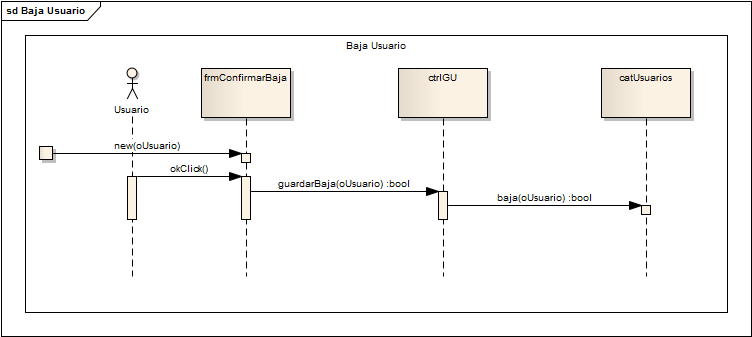 sd Baja Usuario
Baja Usuario
frmConfirmarBaja
ctrlGU
catUsuarios
Usuario
new(oUsuario)
okClick()
guardarBaja(oUsuario) :bool
baja(oUsuario) :bool